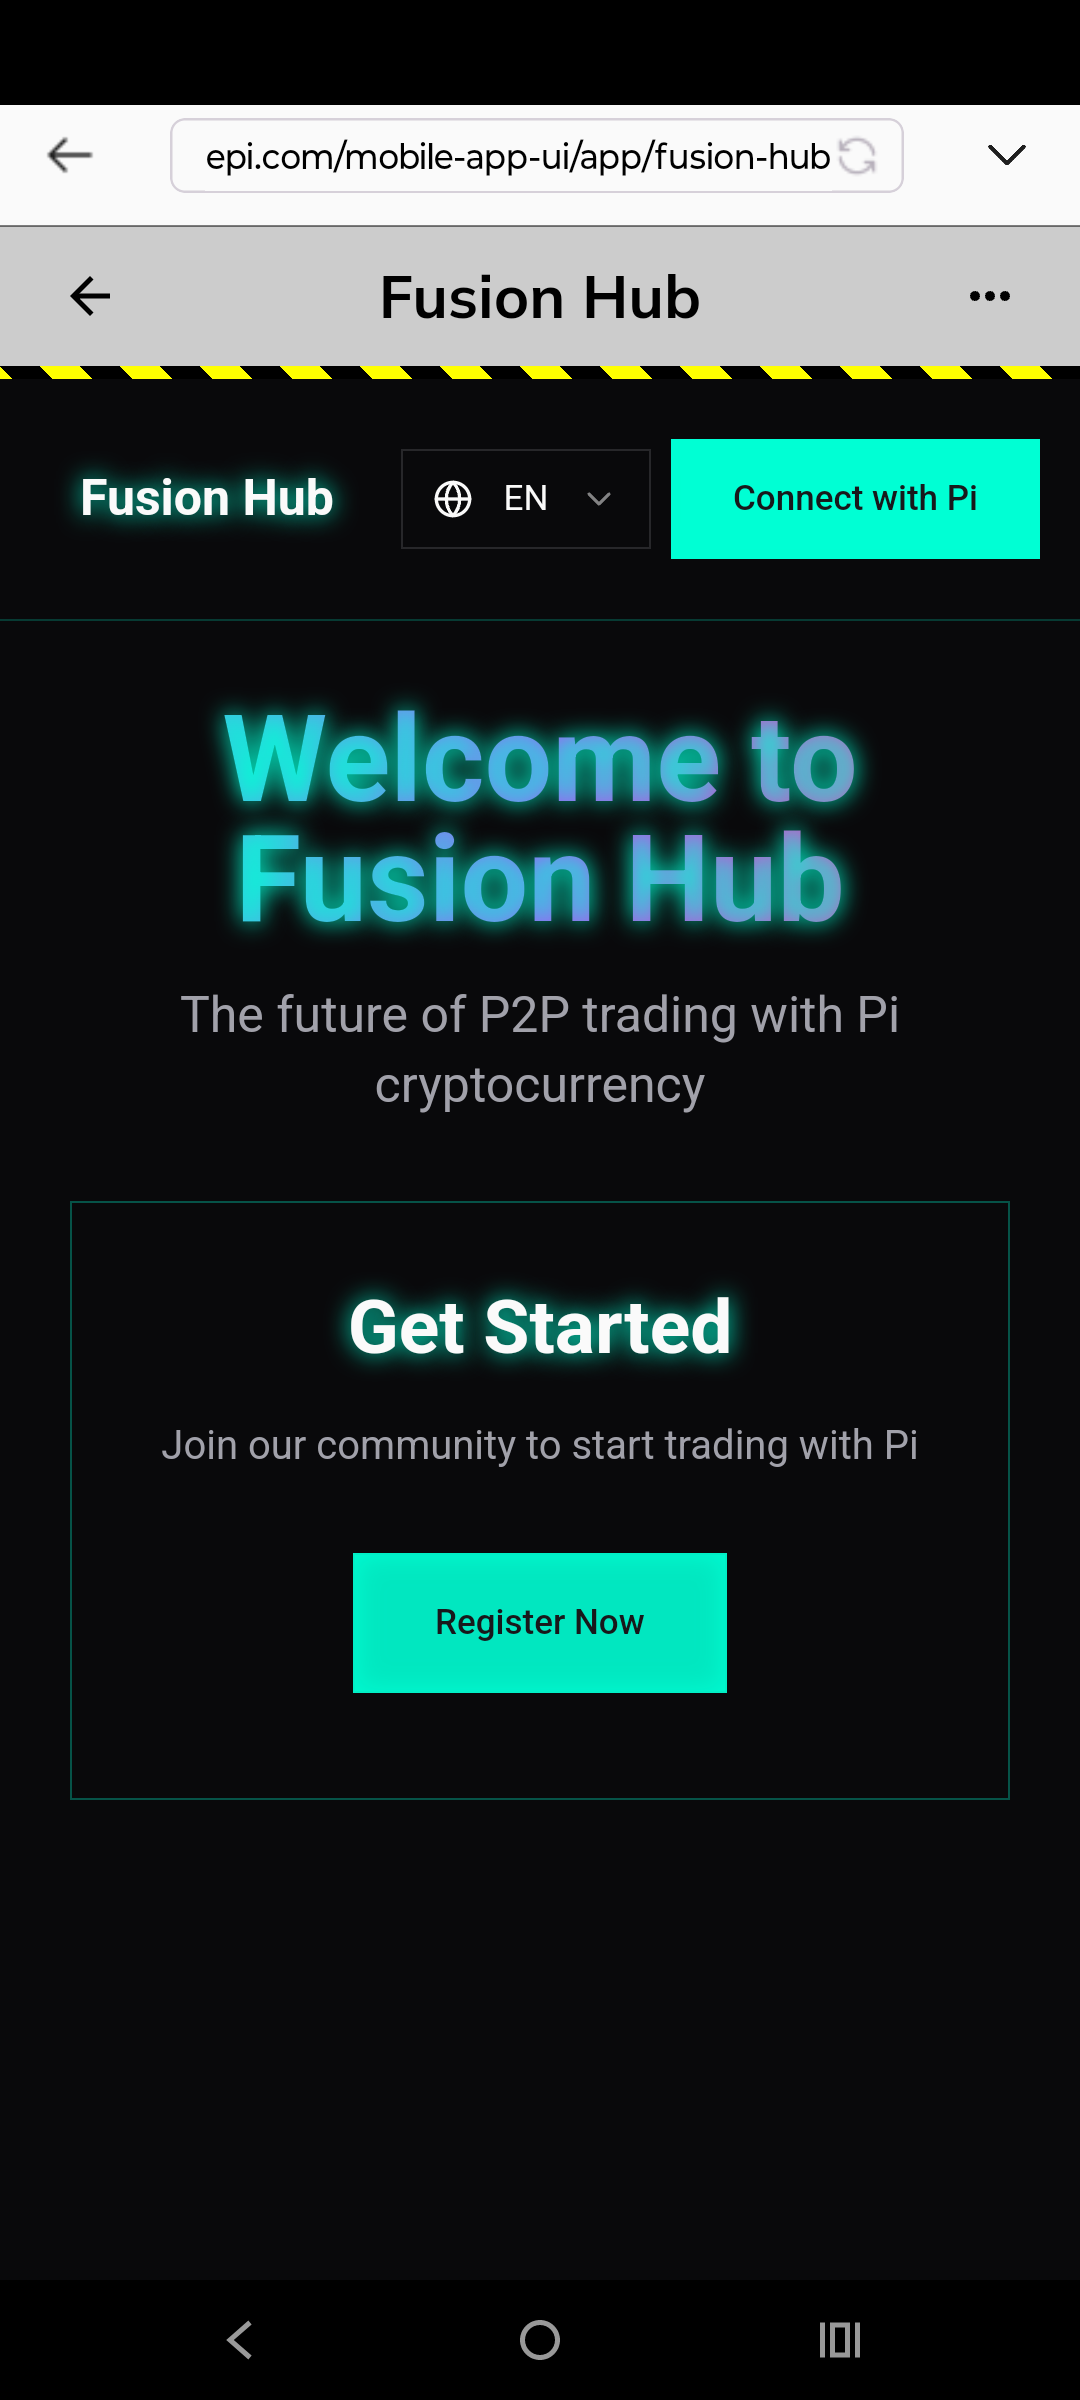 epi.com/mobile-app-ui/app/fusion-hub
Fusion Hub
Fusion Hub
EN
Connect with Pi
Welcome to
Fusion Hub
The future of P2P trading with Pi
cryptocurrency
Get Started
Join our community to start trading with Pi
Register Now